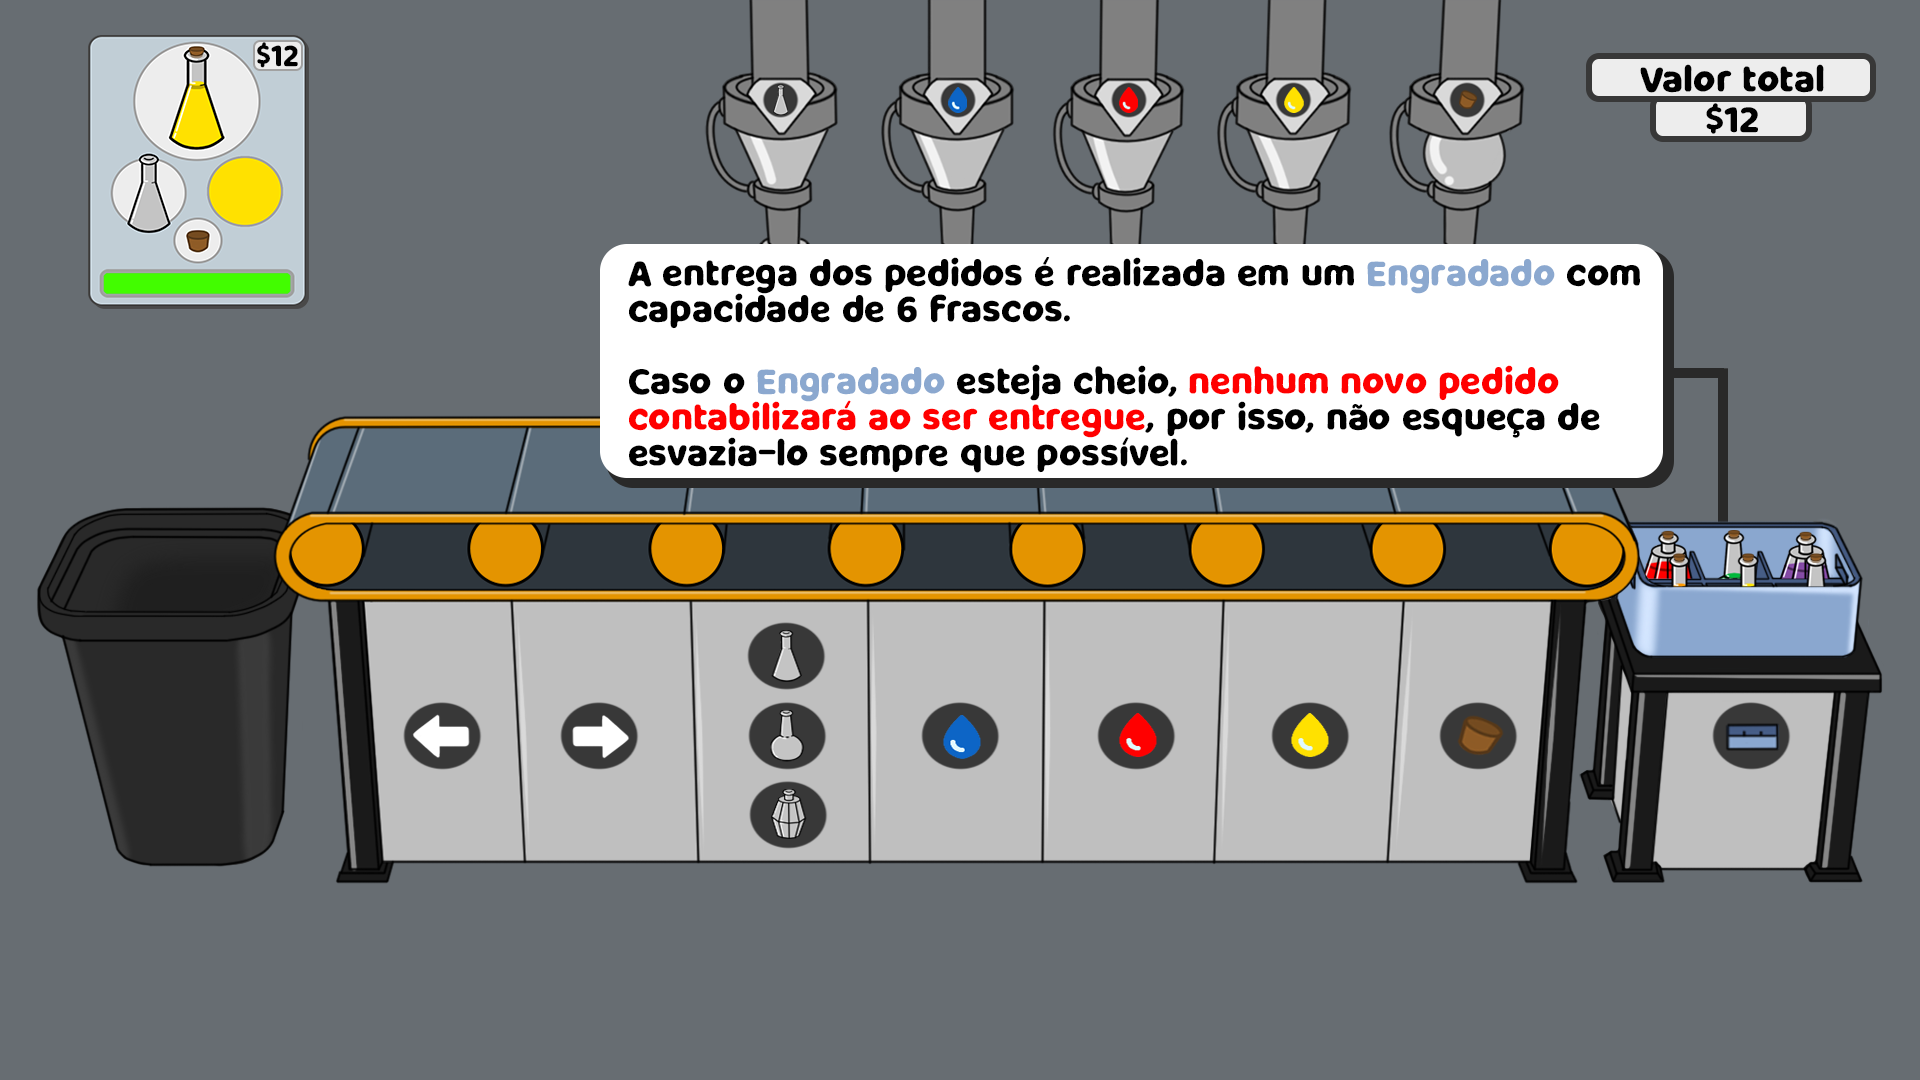 $12
Valor total
$12
A entrega dos pedidos é realizada em um Engradado com
capacidade de 6 frascos.
Caso o Engradado esteja cheio, nenhum novo pedido
contabilizará ao ser entregue, por isso, não esqueça de
esvazia-lo sempre que possível.